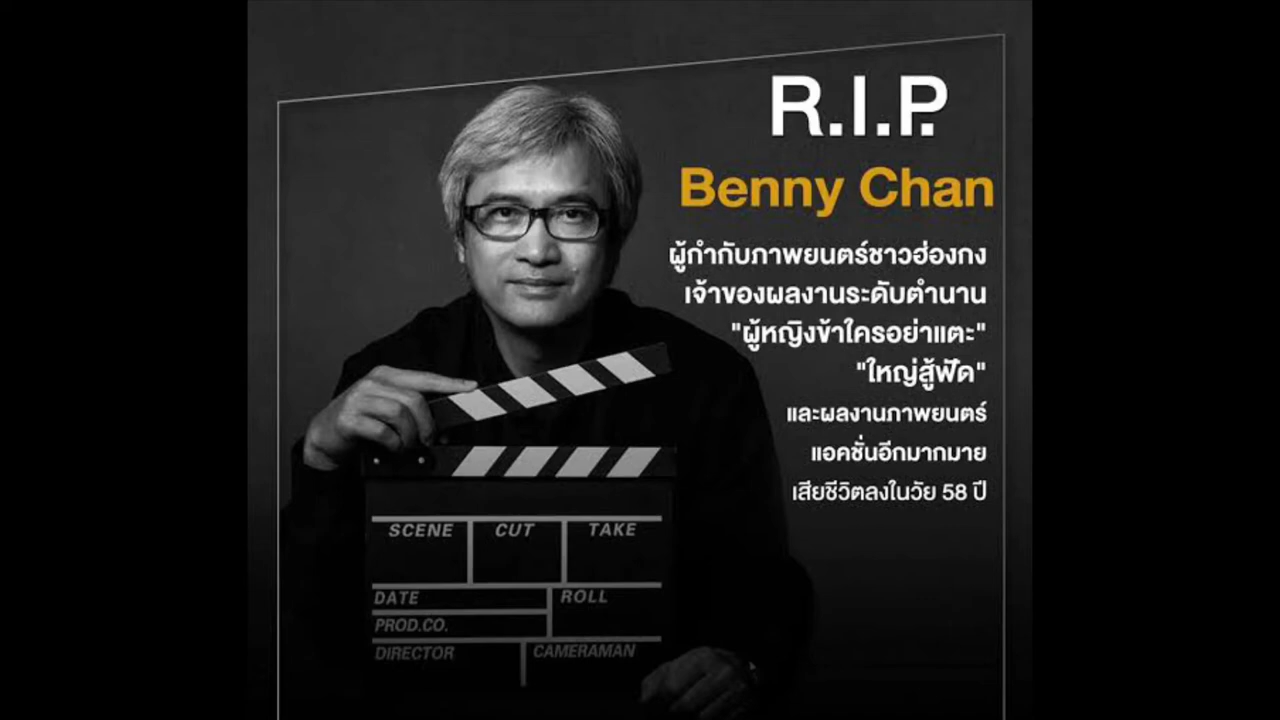 R.I.P.
Benny Chan
ผู้กำกับภาพยนตร์ชาวฮ่องกง
เจ้าของผลงานระดับตำนาน
"ผู้หญิงข้าใครอย่าแตะ"
"ใหญ่สู้ฟัด"
และผลงานภาพยนตร์
แอคชั่นอีกมากมาย
เสียชีวิตลงในวัย 58 ปี
SCENE CUT TAKE
DATE ROLL
PROD.CO.
DIRECTOR CAMERAMAN